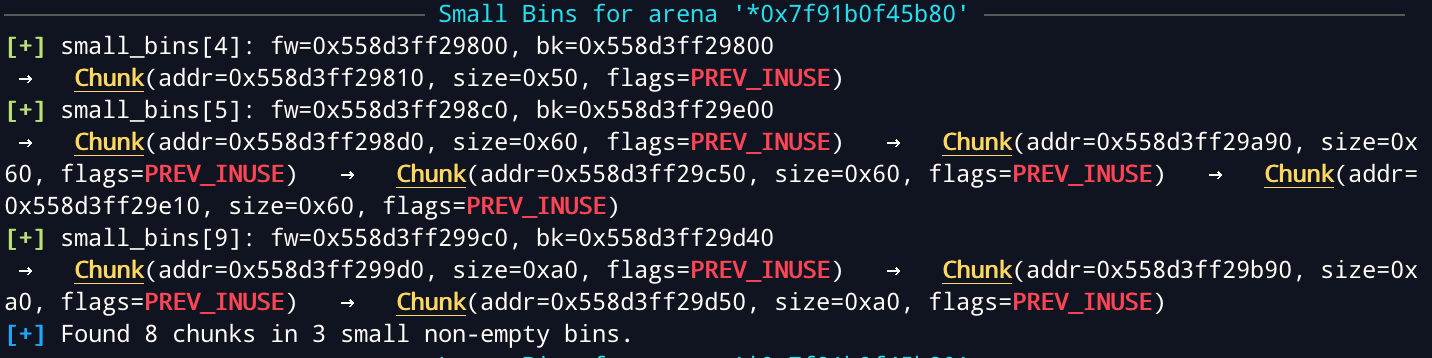 Small Bins for arena '*0x7f91b0f45b80'
[+] small_bins[4]: fw=0x558d3ff29800, bk=0x558d3ff29800
→ Chunk(addr=0x558d3ff29810, size=0x50, flags=PREV_INUSE)
[+] small_bins[5]: fw=0x558d3ff298c0, bk=0x558d3ff29e00
→ Chunk(addr=0x558d3ff298d0, size=0x60, flags=PREV_INUSE) → Chunk(addr=0x558d3ff29a90, size=0x
60, flags=PREV_INUSE) → Chunk(addr=0x558d3ff29c50, size=0x60, flags=PREV_INUSE) → Chunk(addr=
0x558d3ff29e10, size=0x60, flags=PREV_INUSE)
[+] small_bins[9]: fw=0x558d3ff299c0, bk=0x558d3ff29d40
→ Chunk(addr=0x558d3ff299d0, size=0xa0, flags=PREV_INUSE) → Chunk(addr=0x558d3ff29b90, size=0x
a0, flags=PREV_INUSE) → Chunk(addr=0x558d3ff29d50, size=0xa0, flags=PREV_INUSE)
[+] Found 8 chunks in 3 small non-empty bins.